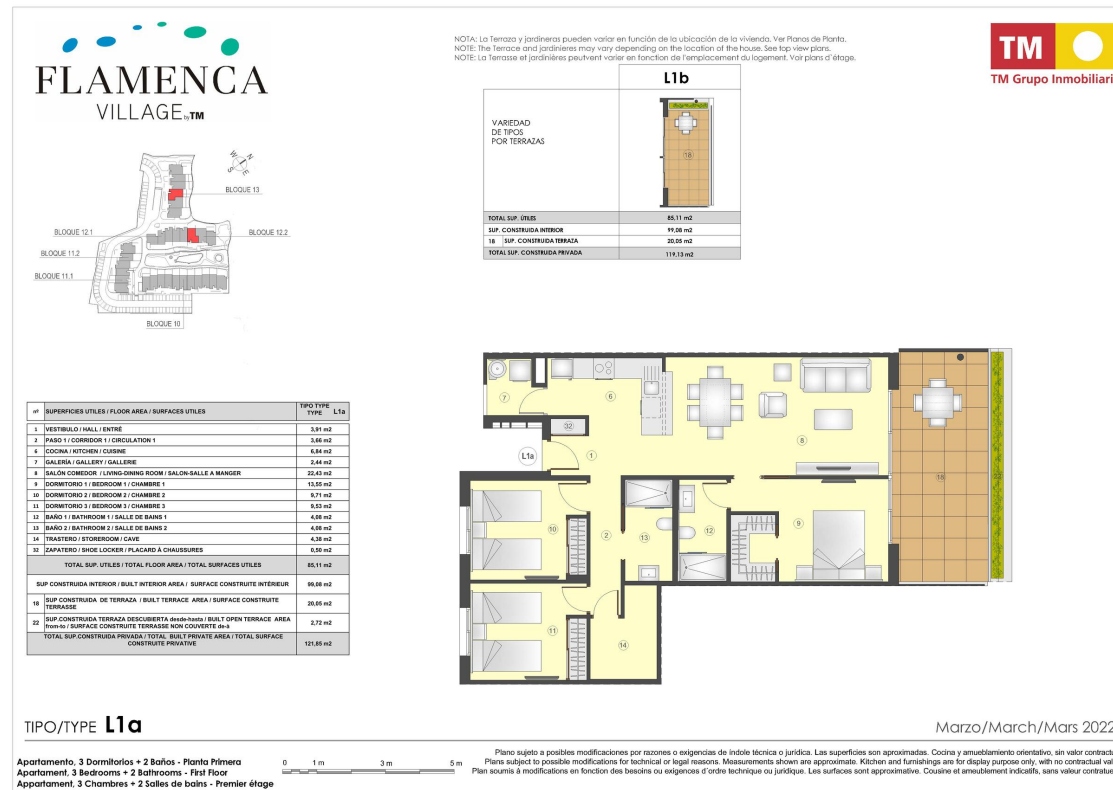 FLAMENCA
VILLAGE by TM
NOTA: La Terraza y jardineras pueden variar en función de la ubicación de la vivienda. Ver Planos de Planta.
NOTE: The Terrace and jardinieres may vary depending on the location of the house. See top view plans.
NOTE: La Terrasse et jardinières peutvent varier en fonction de l'emplacement du logement. Voir plans d'étage.
TM
TM Grupo Inmobiliari
L1b
VARIEDAD
DE TIPOS
POR TERRAZAS
18
TOTAL SUP. ÚTILES 85,11 m2
SUP. CONSTRUIDA INTERIOR 99,08 m2
18 SUP. CONSTRUIDA TERRAZA 20,05 m2
TOTAL SUP. CONSTRUIDA PRIVADA 119,13 m2
W N
S E
BLOQUE 13
BLOQUE 12.1
BLOQUE 12.2
BLOQUE 11.2
BLOQUE 11.1
BLOQUE 10
nº SUPERFICIES UTILES / FLOOR AREA / SURFACES UTILES TIPO TYPE TYPE L1a
1 VESTIBULO / HALL / ENTRÉ 3,91 m2
2 PASO 1 / CORRIDOR 1 / CIRCULATION 1 3,66 m2
6 COCINA / KITCHEN / CUISINE 6,84 m2
7 GALERÍA / GALLERY / GALLERIE 2,44 m2
8 SALÓN COMEDOR / LIVING-DINING ROOM / SALON-SALLE A MANGER 22,43 m2
9 DORMITORIO 1 / BEDROOM 1 / CHAMBRE 1 13,55 m2
10 DORMITORIO 2 / BEDROOM 2 / CHAMBRE 2 9,71 m2
11 DORMITORIO 3 / BEDROOM 3 / CHAMBRE 3 9,53 m2
12 BAÑO 1 / BATHROOM 1 / SALLE DE BAINS 1 4,08 m2
13 BAÑO 2 / BATHROOM 2 / SALLE DE BAINS 2 4,08 m2
14 TRASTERO / STOREROOM / CAVE 4,38 m2
32 ZAPATERO / SHOE LOCKER / PLACARD À CHAUSSURES 0,50 m2
TOTAL SUP. UTILES / TOTAL FLOOR AREA / TOTAL SURFACES UTILES 85,11 m2
SUP CONSTRUIDA INTERIOR / BUILT INTERIOR AREA / SURFACE CONSTRUITE INTÉRIEUR 99,08 m2
18 SUP CONSTRUIDA DE TERRAZA / BUILT TERRACE AREA / SURFACE CONSTRUITE TERRASSE 20,05 m2
22 SUP.CONSTRUIDA TERRAZA DESCUBIERTA desde-hasta / BUILT OPEN TERRACE AREA from-to / SURFACE CONSTRUITE TERRASSE NON COUVERTE de-à 2,72 m2
TOTAL SUP.CONSTRUIDA PRIVADA / TOTAL BUILT PRIVATE AREA / TOTAL SURFACE CONSTRUITE PRIVATIVE 121,85 m2
7
6
32
L1a
1
8
18
10
2
13
12
9
11
14
TIPO/TYPE L1a
Marzo/March/Mars 2022
Apartamento, 3 Dormitorios + 2 Baños - Planta Primera
Apartament, 3 Bedrooms + 2 Bathrooms - First Floor
Appartament, 3 Chambres + 2 Salles de bains - Premier étage
0 1 m 3 m 5 m
Plano sujeto a posibles modificaciones por razones o exigencias de índole técnica o jurídica. Las superficies son aproximadas. Cocina y amueblamiento orientativo, sin valor contractu
Plans subject to possible modifications for technical or legal reasons. Measurements shown are approximate. Kitchen and furnishings are for display purpose only, with no contractual val
Plan soumis à modifications en fonction des besoins ou exigences d'ordre technique ou juridique. Les surfaces sont approximative. Cousine et ameublement indicatifs, sans valeur contratue